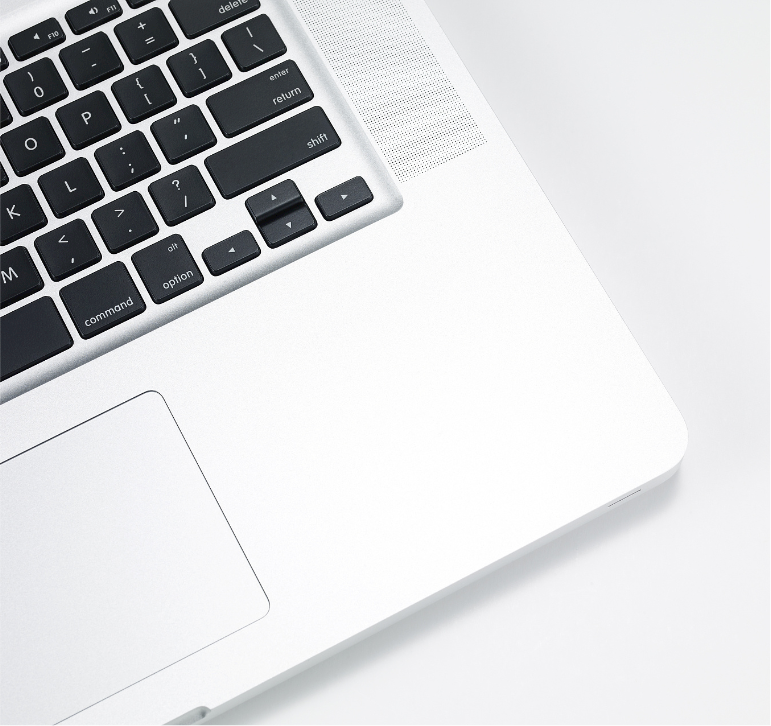 F10
F11
delete
+
=
|
\
_
-
)
0
}
]
{
[
P
O
enter
return
"
'
:
;
L
K
shift
?
/
>
.
<
,
M
alt
option
command